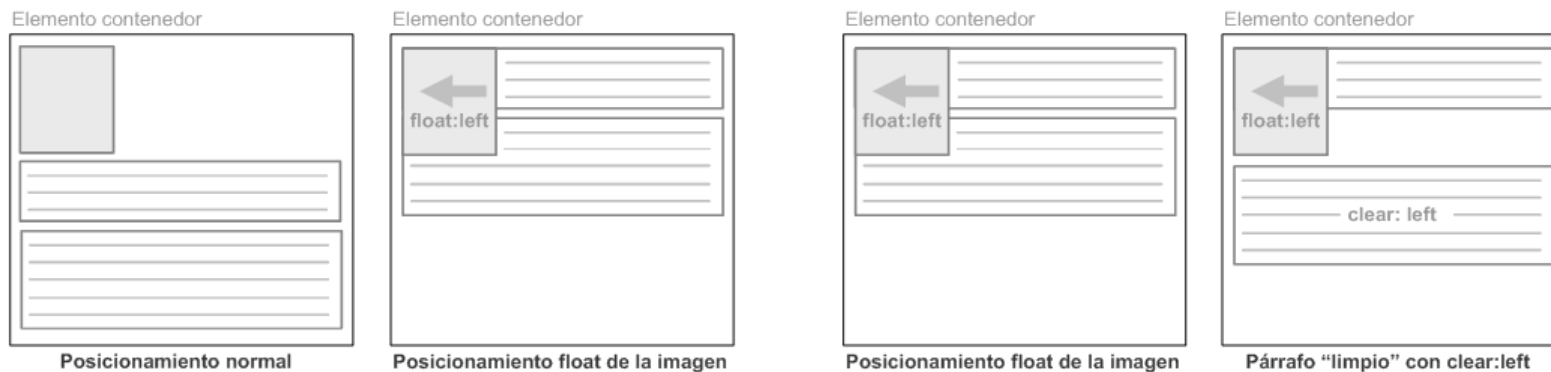 Elemento contenedor
Elemento contenedor
Elemento contenedor
Elemento contenedor
float:left
float:left
float:left
clear: left
Posicionamiento normal
Posicionamiento float de la imagen
Posicionamiento float de la imagen
Párrafo “limpio” con clear:left